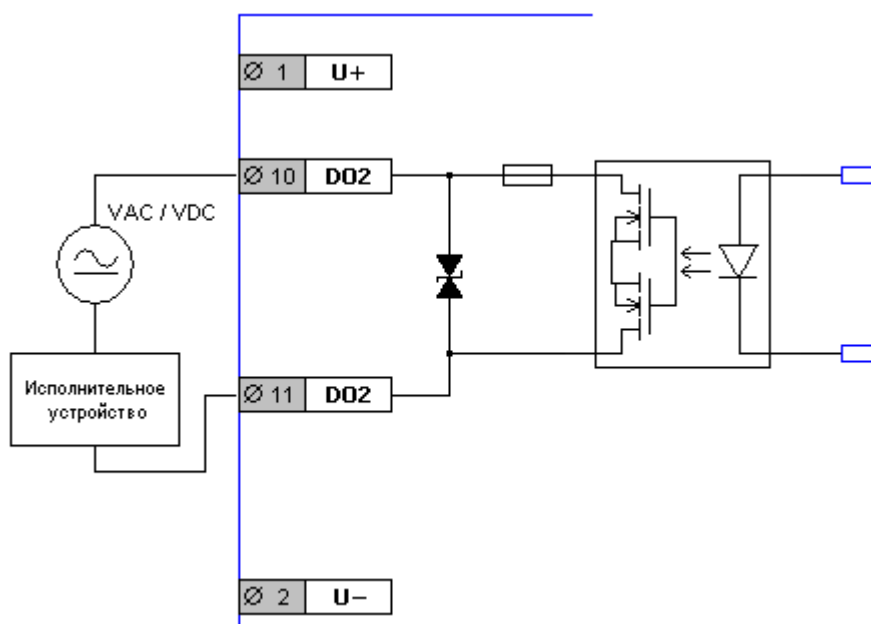 Ø 1 U+
Ø 10 DO2
VAC / VDC
Исполнительное
устройство
Ø 11 DO2
Ø 2 U−